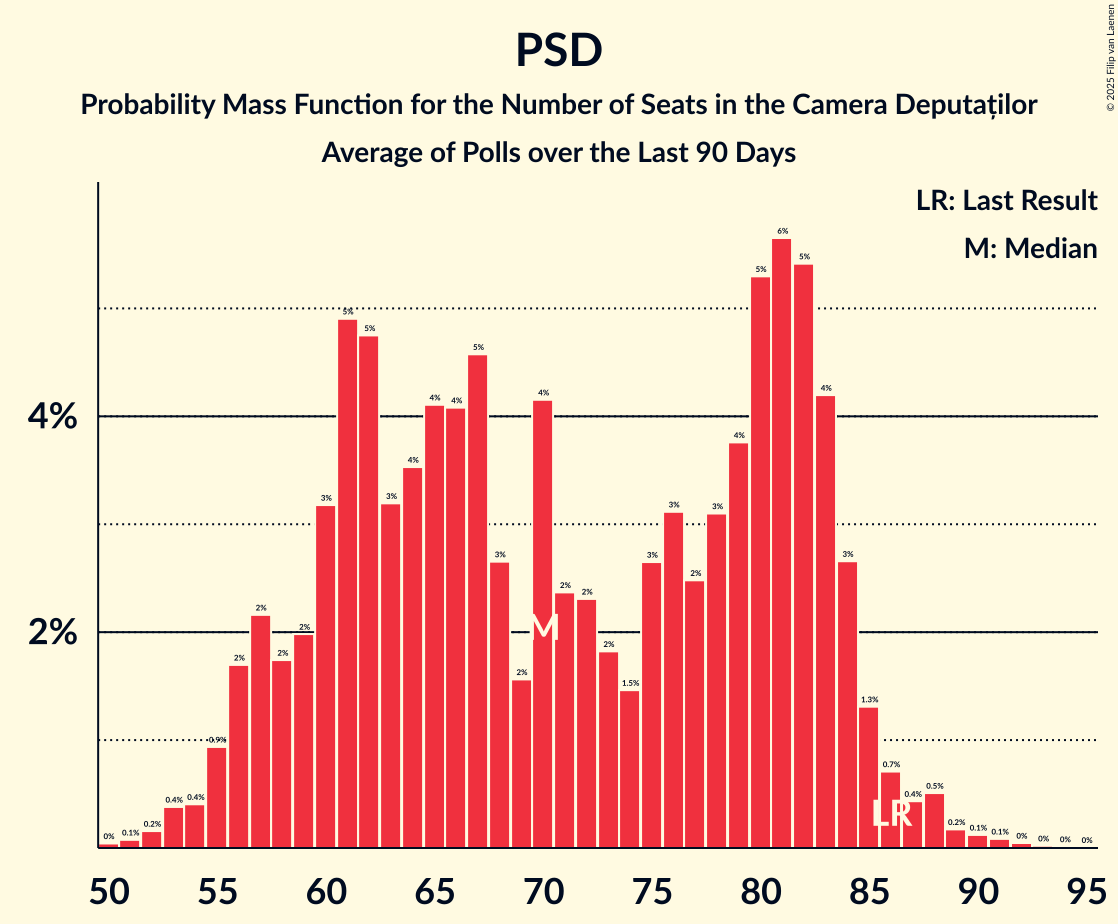 PSD
Probability Mass Function for the Number of Seats in the Camera Deputaților
Average of Polls over the Last 90 Days
© 2025 Filip van Laenen
LR: Last Result
M: Median
4%
2%
0% 0.1% 0.2% 0.4% 0.4% 0.9% 2% 2% 2% 2% 3% 5% 5% 3% 4% 4% 4% 5% 3% 2% 4% 2% 2% 2% 1.5% 3% 3% 2% 3% 4% 5% 6% 5% 4% 3% 1.3% 0.7% 0.4% 0.5% 0.2% 0.1% 0.1% 0% 0% 0% 0%
M
LR
50 55 60 65 70 75 80 85 90 95